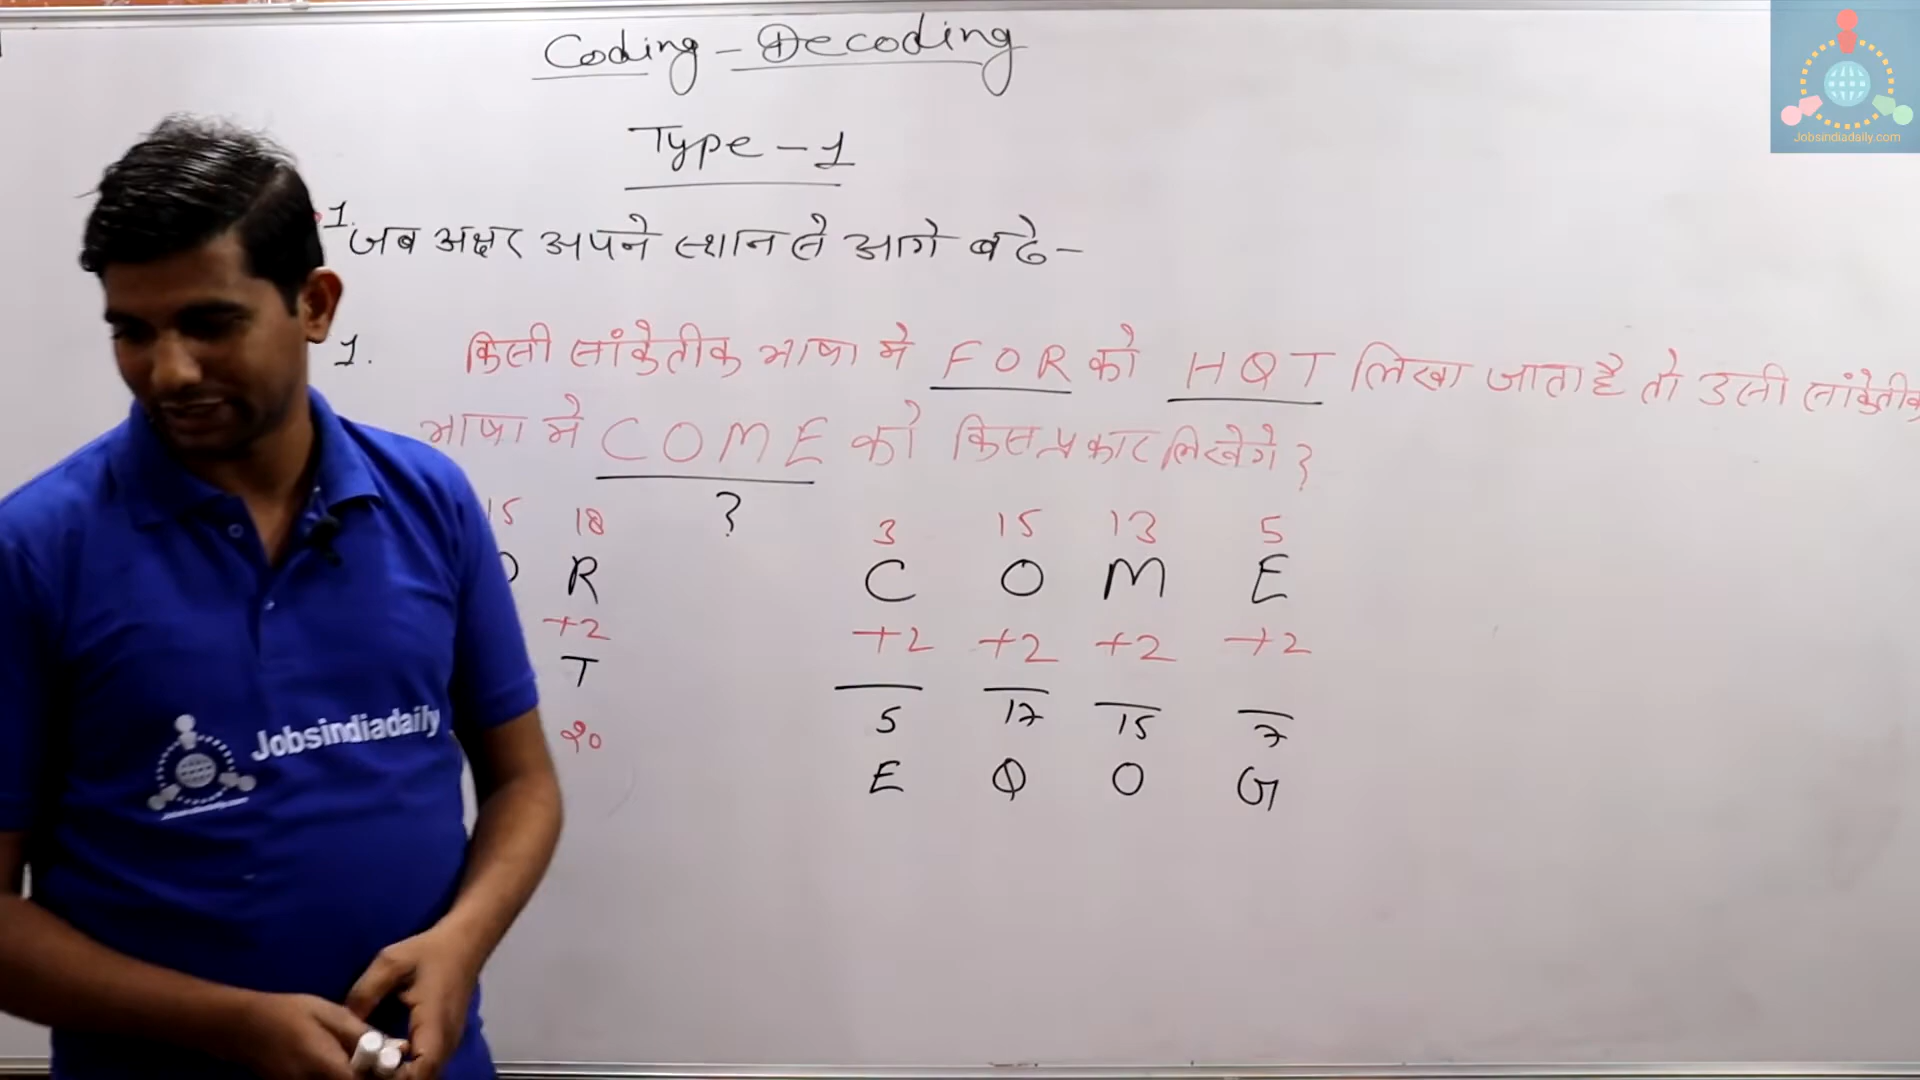 Coding - Decoding
Type - 1
1. जब अक्षर अपने स्थान से आगे बढे -
1. किसी सांकेतीक भाषा मे FOR को HQT लिखा जाता है तो उसी सांकेतीक
भाषा मे COME को किस प्रकार लिखेगे ?
15 18 ? 3 15 13 5
O R C O M E
+2 +2 +2 +2 +2
T
5 17 15 7
20
E Q O G
Jobsindiadaily
Jobsindiadaily.com